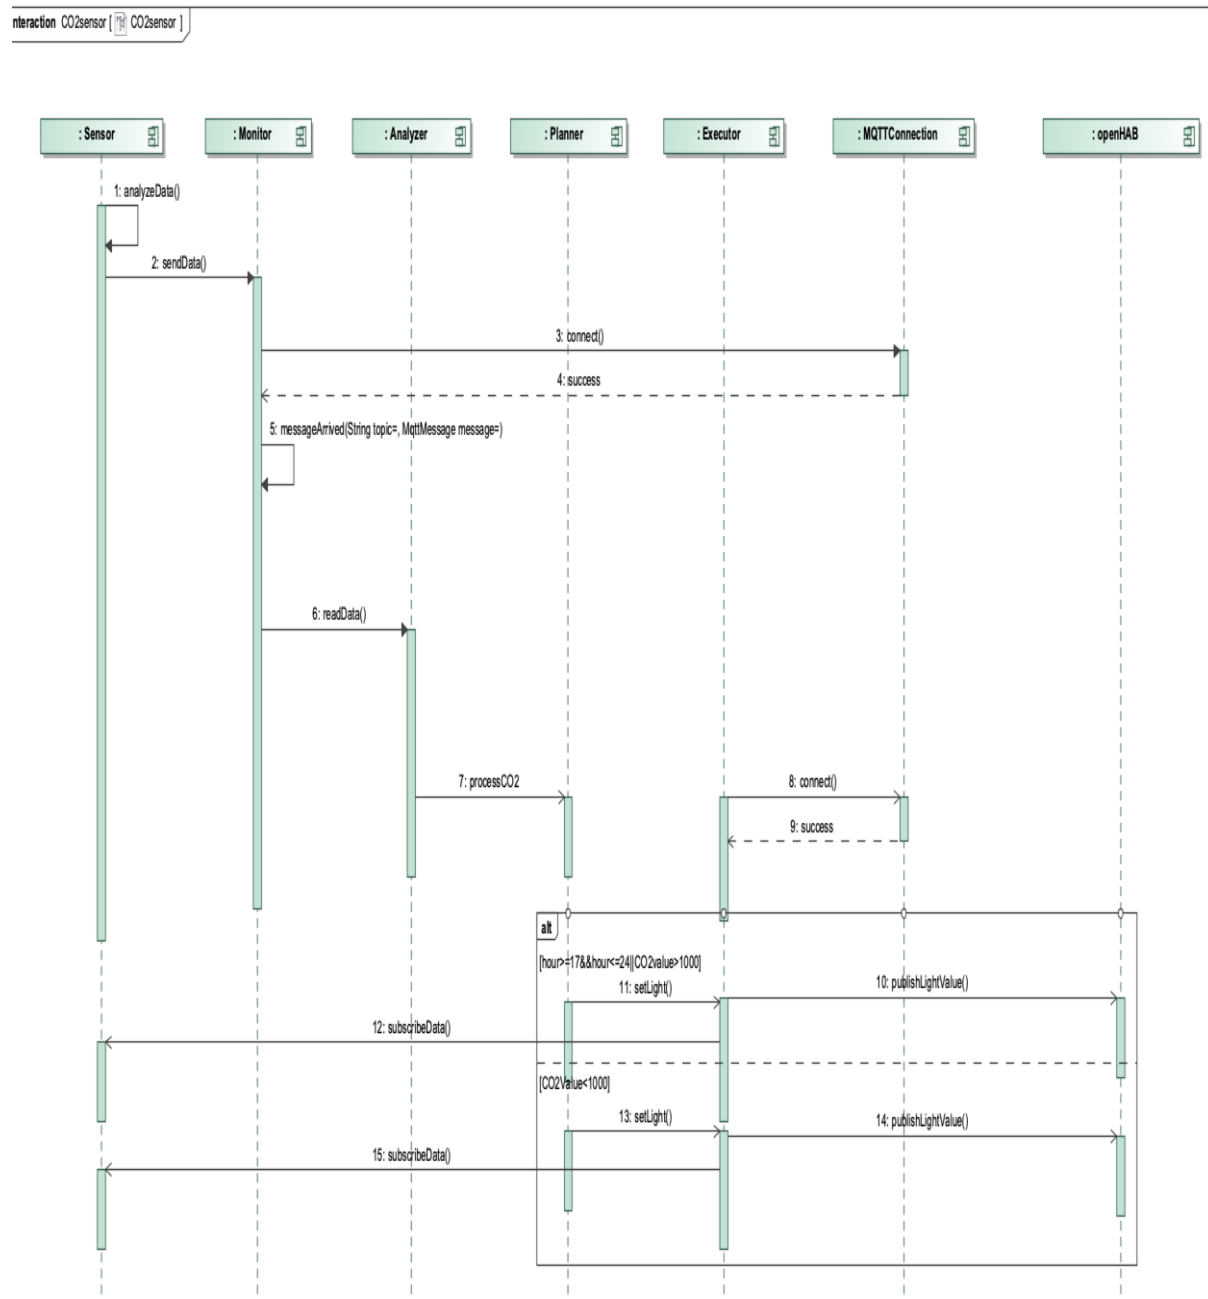 nteraction CO2sensor [ CO2sensor ]
: Sensor
: Monitor
: Analyzer
: Planner
: Executor
: MQTTConnection
: openHAB
1: analyzeData()
2: sendData()
3: connect()
4: success
5: messageArrived(String topic=, MqttMessage message=)
6: readData()
7: processCO2
8: connect()
9: success
alt
[hour>=17&&hour<=24||CO2value>1000]
11: setLight()
10: publishLightValue()
12: subscribeData()
[CO2Value<1000]
13: setLight()
14: publishLightValue()
15: subscribeData()